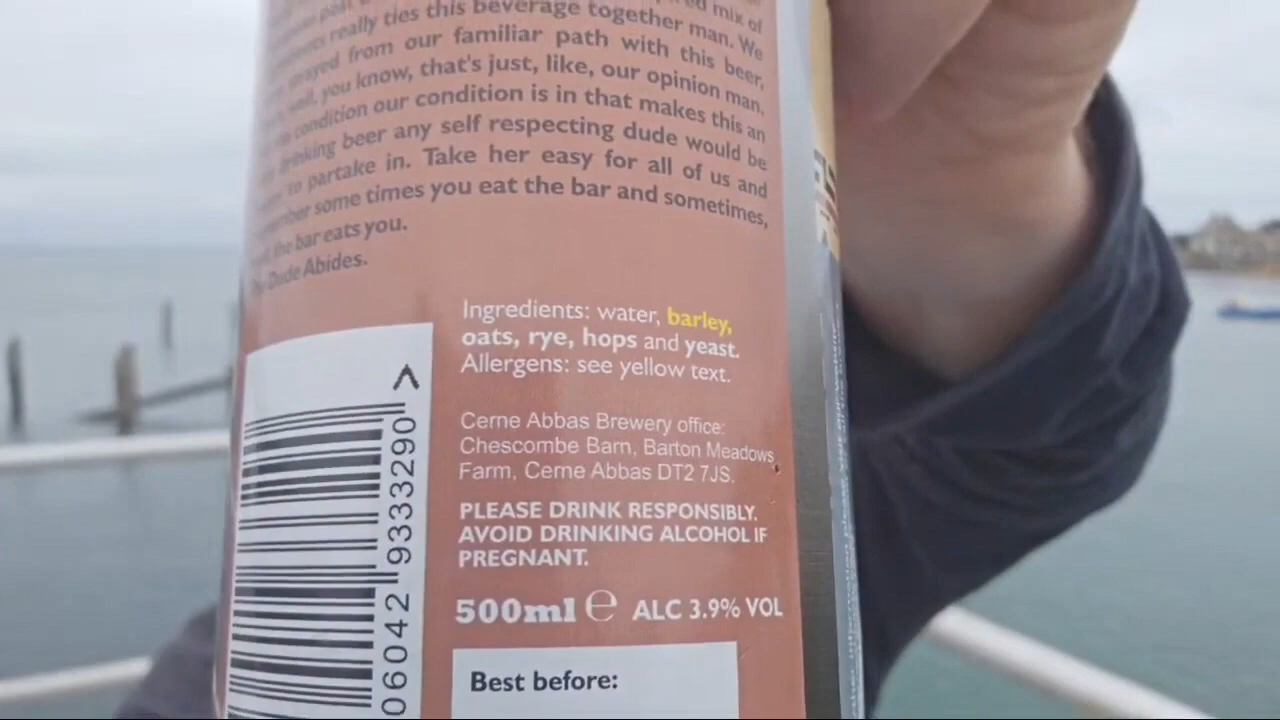 mix of
really ties this beverage together man. We
from our familiar path with this beer,
well, you know, that's just, like, our opinion man.
condition our condition is in that makes this an
drinking beer any self respecting dude would be
to partake in. Take her easy for all of us and
some times you eat the bar and sometimes,
the bar eats you.
Dude Abides.
Ingredients: water, barley,
oats, rye, hops and yeast.
Allergens: see yellow text.
Cerne Abbas Brewery office:
Chescombe Barn, Barton Meadows
Farm, Cerne Abbas DT2 7JS.
PLEASE DRINK RESPONSIBLY.
AVOID DRINKING ALCOHOL IF
PREGNANT.
500ml e ALC 3.9% VOL
Best before:
06042 93333290 >